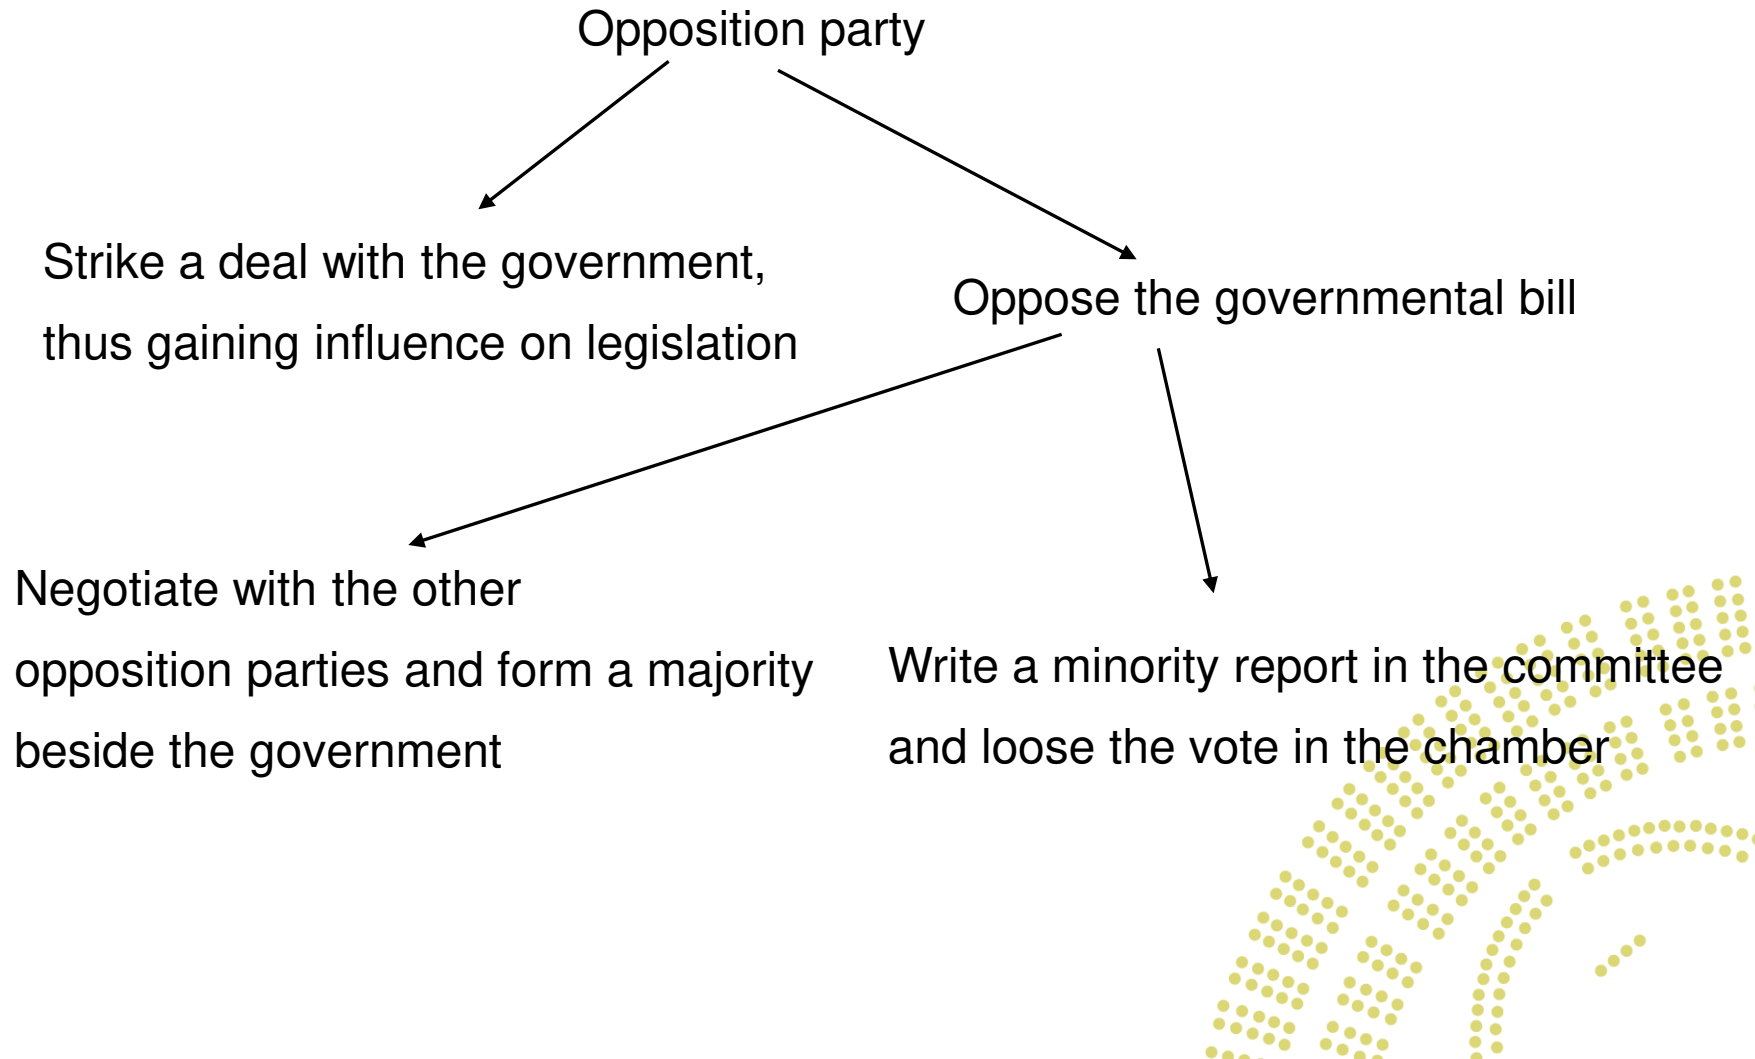 Opposition party
Strike a deal with the government,
thus gaining influence on legislation
Oppose the governmental bill
Negotiate with the other
opposition parties and form a majority
beside the government
Write a minority report in the committee
and loose the vote in the chamber